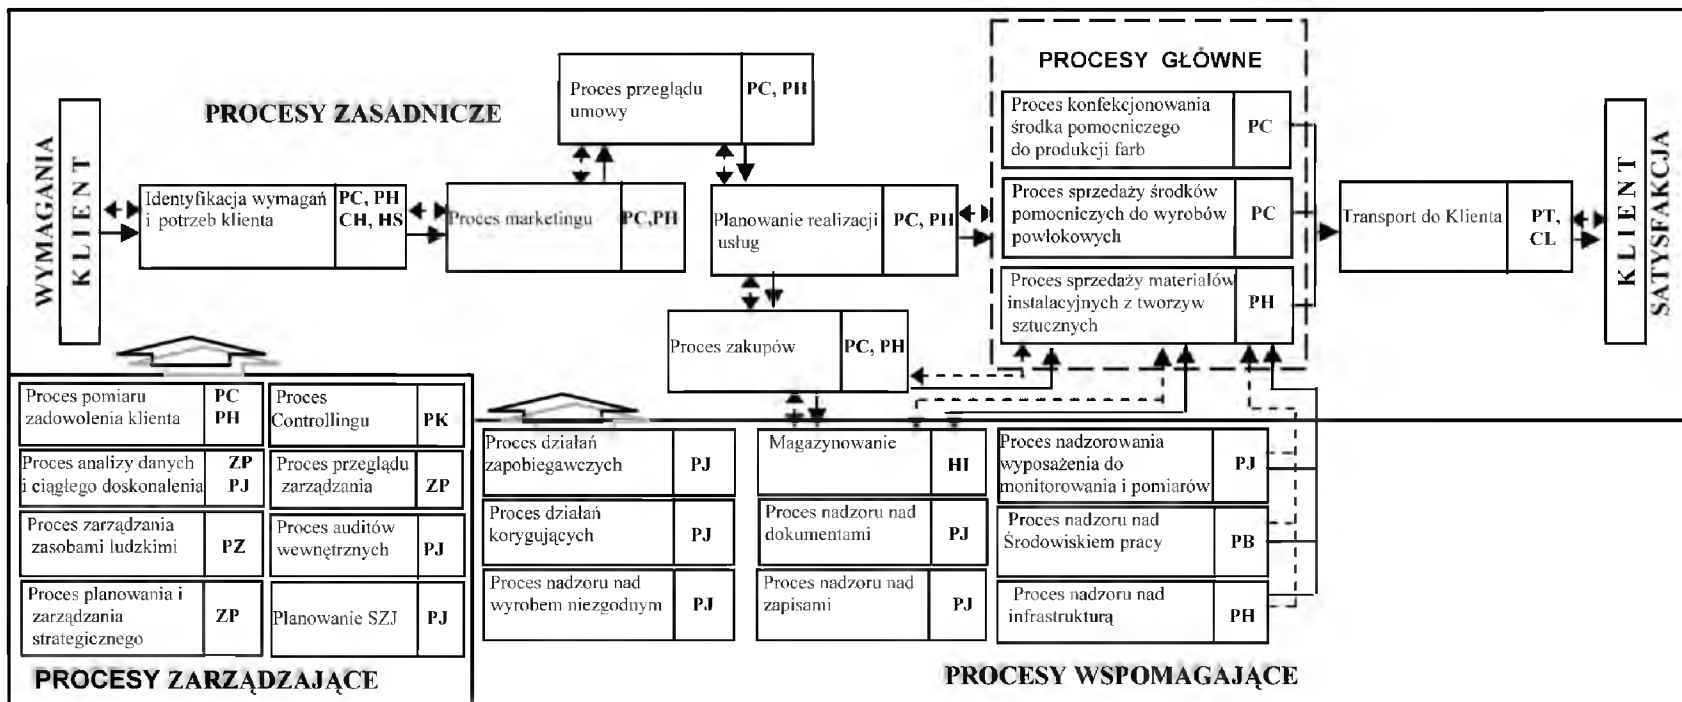 WYMAGANIA
KLIENT
PROCESY ZASADNICZE
Identyfikacja wymagań
i potrzeb klienta
PC, PH
CH, HS
Proces marketingu
PC,PH
Proces przeglądu
umowy
PC, PH
Planowanie realizacji
usług
PC, PH
Proces zakupów
PC, PH
PROCESY GŁÓWNE
Proces konfekcjonowania
środka pomocniczego
do produkcji farb
PC
Proces sprzedaży środków
pomocniczych do wyrobów
powłokowych
PC
Proces sprzedaży materiałów
instalacyjnych z tworzyw
sztucznych
PH
Transport do Klienta
PT,
CL
KLIENT
SATYSFAKCJA
Proces pomiaru
zadowolenia klienta
PC
PH
Proces
Controllingu
PK
Proces analizy danych
i ciągłego doskonalenia
ZP
PJ
Proces przeglądu
zarządzania
ZP
Proces zarządzania
zasobami ludzkimi
PZ
Proces auditów
wewnętrznych
PJ
Proces planowania i
zarządzania
strategicznego
ZP
Planowanie SZJ
PJ
PROCESY ZARZĄDZAJĄCE
Proces działań
zapobiegawczych
PJ
Magazynowanie
HI
Proces nadzorowania
wyposażenia do
monitorowania i pomiarów
PJ
Proces działań
korygujących
PJ
Proces nadzoru nad
dokumentami
PJ
Proces nadzoru nad
Środowiskiem pracy
PB
Proces nadzoru nad
wyrobem niezgodnym
PJ
Proces nadzoru nad
zapisami
PJ
Proces nadzoru nad
infrastrukturą
PH
PROCESY WSPOMAGAJĄCE